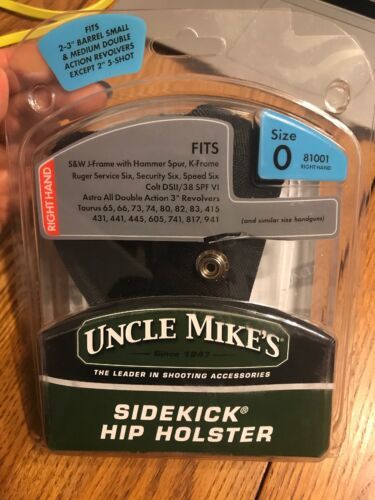 FITS
2-3" BARREL SMALL
& MEDIUM DOUBLE
ACTION REVOLVERS
EXCEPT 2" 5-SHOT
FITS
S&W J-Frame with Hammer Spur, K-Frame
Ruger Service Six, Security Six, Speed Six
Colt DSII/38 SPF VI
Astra All Double Action 3" Revolvers
Taurus 65, 66, 73, 74, 80, 82, 83, 415
431, 441, 445, 605, 741, 817, 941
(and similar size handguns)
RIGHT HAND
Size
0
81001
RIGHT HAND
UNCLE MIKE'S®
Since 1947
THE LEADER IN SHOOTING ACCESSORIES
SIDEKICK®
HIP HOLSTER